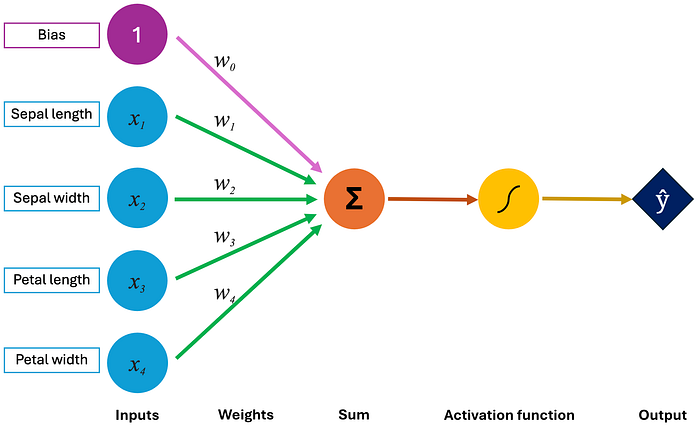 Bias
1
w0
Sepal length
x1
w1
Sepal width
x2
w2
Σ
ŷ
Petal length
x3
w3
Petal width
x4
w4
Inputs
Weights
Sum
Activation function
Output